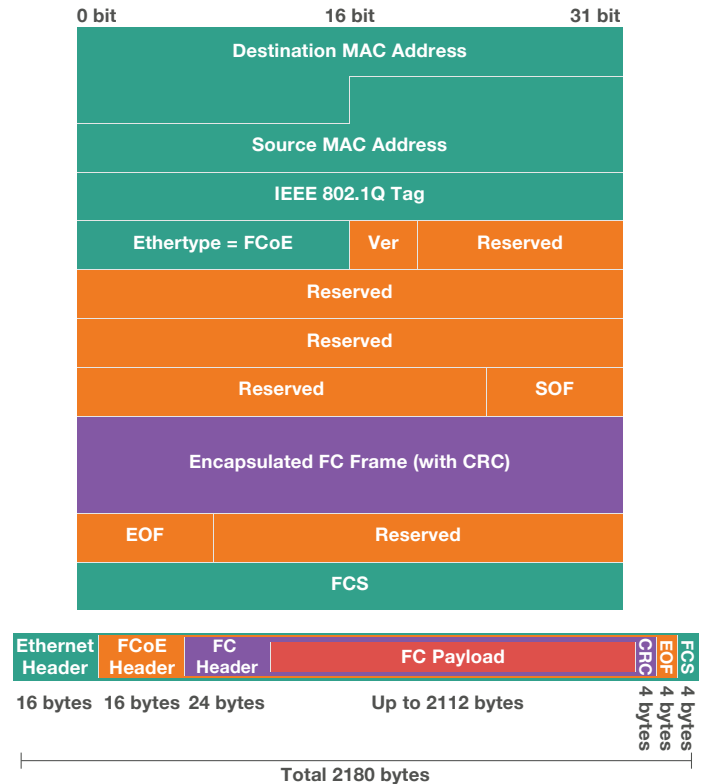 0 bit 16 bit 31 bit
Destination MAC Address
Source MAC Address
IEEE 802.1Q Tag
Ethertype = FCoE Ver Reserved
Reserved
Reserved
Reserved SOF
Encapsulated FC Frame (with CRC)
EOF Reserved
FCS
Ethernet Header
FCoE Header
FC Header
FC Payload
CRC
EOF
FCS
16 bytes 16 bytes 24 bytes Up to 2112 bytes 4 bytes 4 bytes 4 bytes
Total 2180 bytes